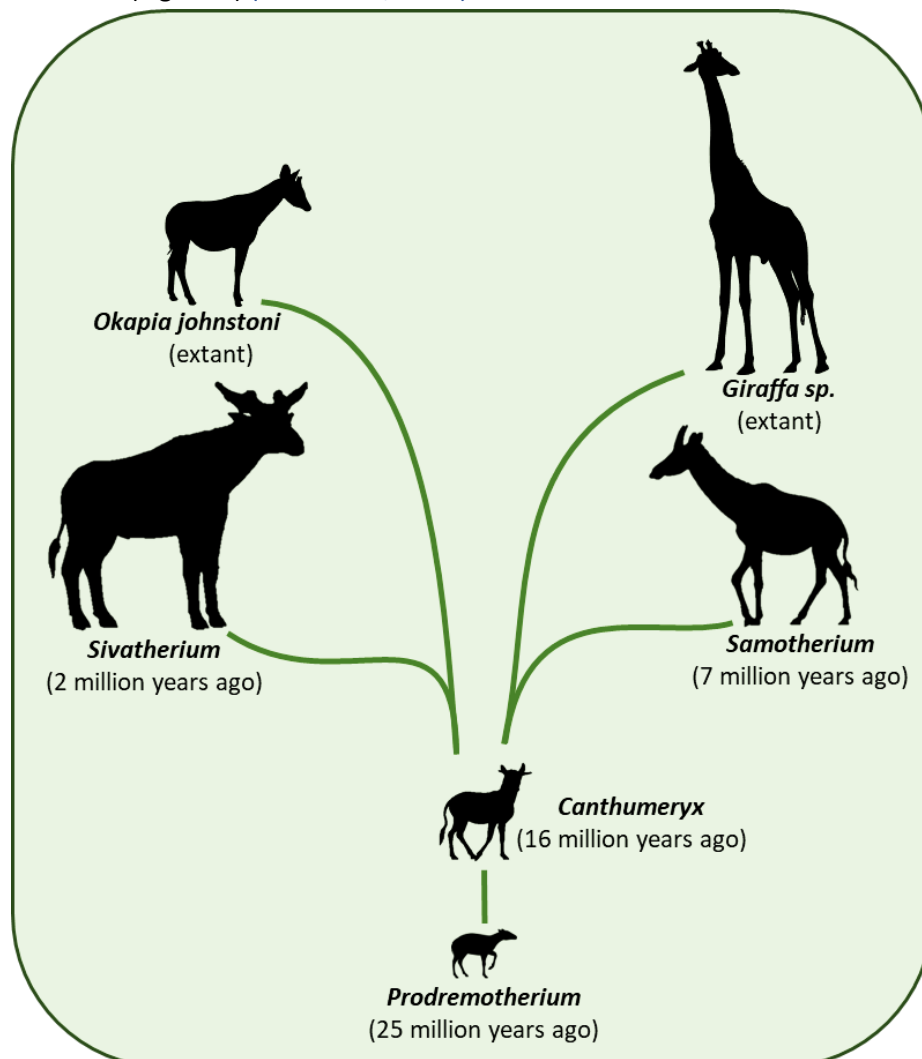 Okapia johnstoni
(extant)
Giraffa sp.
(extant)
Sivatherium
(2 million years ago)
Samotherium
(7 million years ago)
Canthumeryx
(16 million years ago)
Prodremotherium
(25 million years ago)